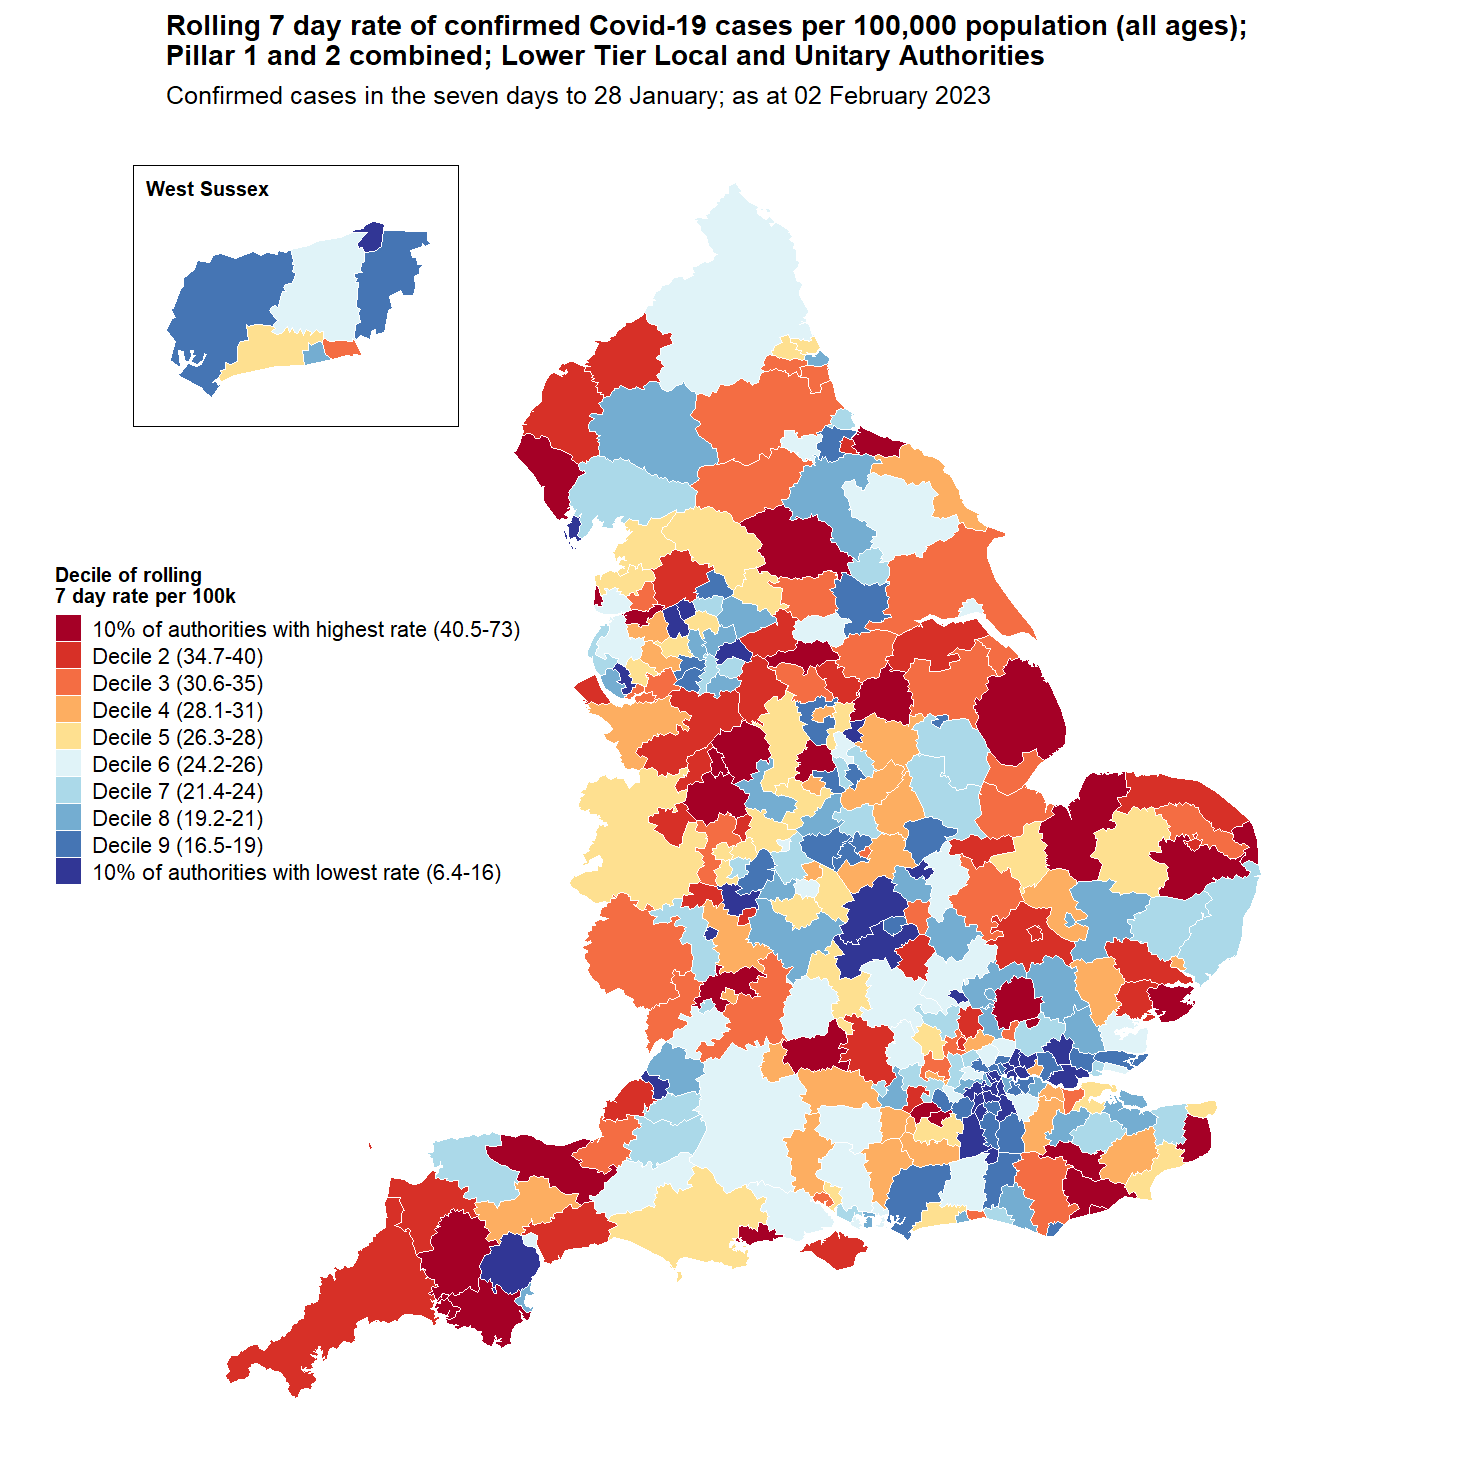 Rolling 7 day rate of confirmed Covid-19 cases per 100,000 population (all ages);
Pillar 1 and 2 combined; Lower Tier Local and Unitary Authorities
Confirmed cases in the seven days to 28 January; as at 02 February 2023
West Sussex
Decile of rolling
7 day rate per 100k
10% of authorities with highest rate (40.5-73)
Decile 2 (34.7-40)
Decile 3 (30.6-35)
Decile 4 (28.1-31)
Decile 5 (26.3-28)
Decile 6 (24.2-26)
Decile 7 (21.4-24)
Decile 8 (19.2-21)
Decile 9 (16.5-19)
10% of authorities with lowest rate (6.4-16)